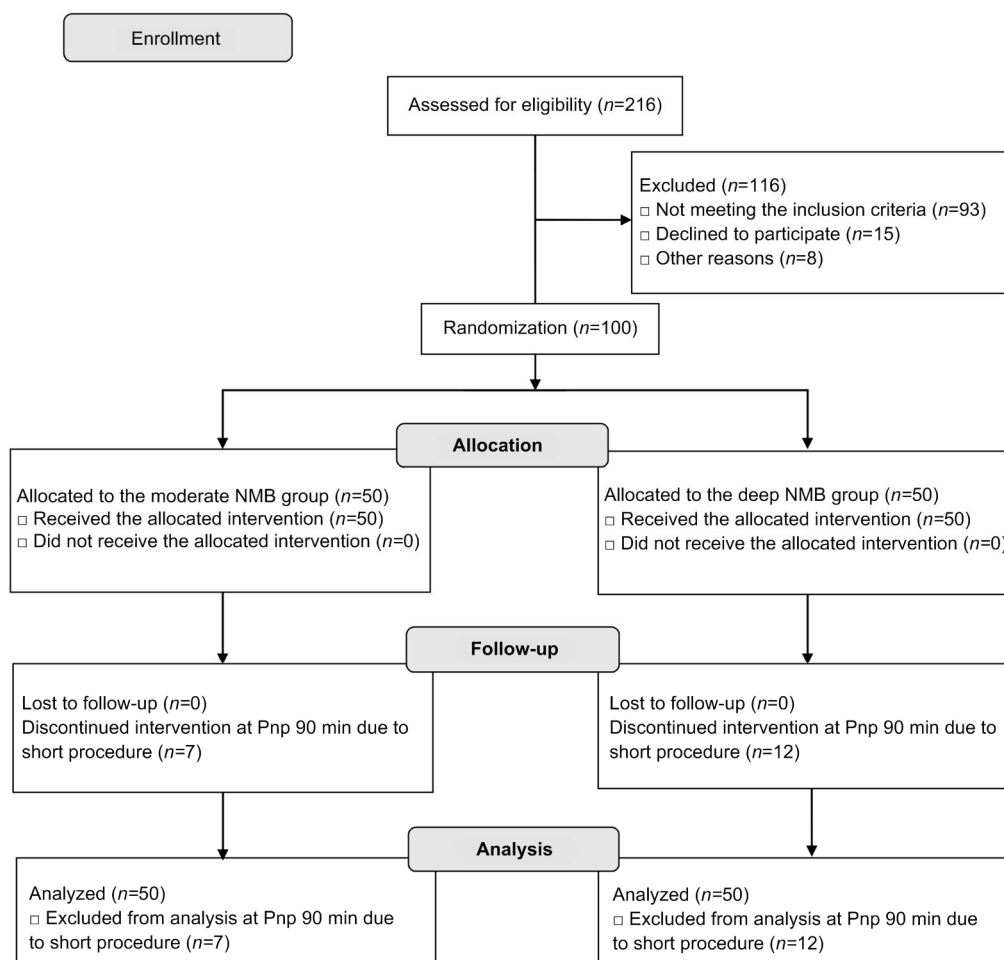 Enrollment
Assessed for eligibility (n=216)
Excluded (n=116)
□ Not meeting the inclusion criteria (n=93)
□ Declined to participate (n=15)
□ Other reasons (n=8)
Randomization (n=100)
Allocation
Allocated to the moderate NMB group (n=50)
□ Received the allocated intervention (n=50)
□ Did not receive the allocated intervention (n=0)
Allocated to the deep NMB group (n=50)
□ Received the allocated intervention (n=50)
□ Did not receive the allocated intervention (n=0)
Follow-up
Lost to follow-up (n=0)
Discontinued intervention at Pnp 90 min due to
short procedure (n=7)
Lost to follow-up (n=0)
Discontinued intervention at Pnp 90 min due to
short procedure (n=12)
Analysis
Analyzed (n=50)
□ Excluded from analysis at Pnp 90 min due
to short procedure (n=7)
Analyzed (n=50)
□ Excluded from analysis at Pnp 90 min due
to short procedure (n=12)